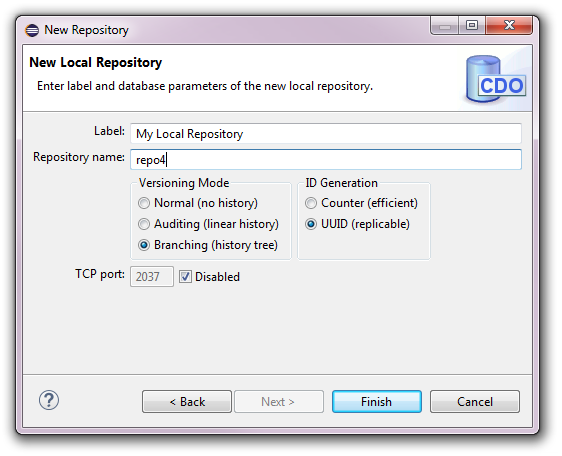 New Repository
New Local Repository
Enter label and database parameters of the new local repository.
CDO
Label: My Local Repository
Repository name: repo4
Versioning Mode ID Generation
Normal (no history) Counter (efficient)
Auditing (linear history) UUID (replicable)
Branching (history tree)
TCP port: 2037 Disabled
? < Back Next > Finish Cancel